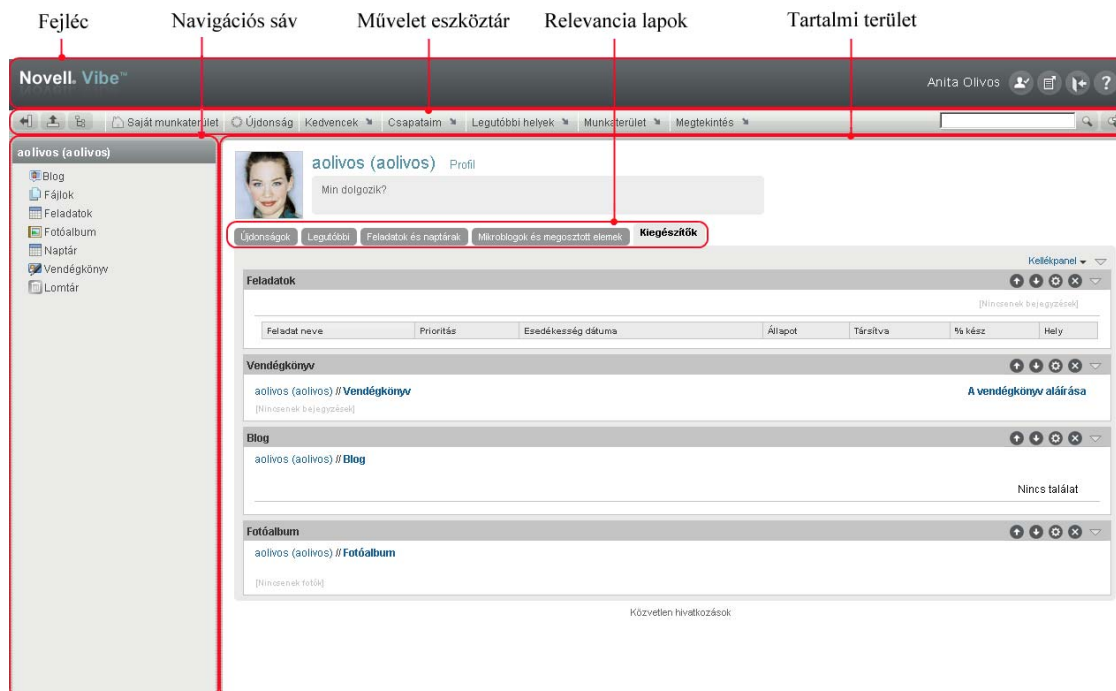 Fejléc Navigációs sáv Művelet eszköztár Relevancia lapok Tartalmi terület
Novell® Vibe™ Anita Olivos ?
Saját munkaterület Újdonság Kedvencek Csapataim Legutóbbi helyek Munkaterület Megtekintés
aolivos (aolivos)
Blog
Fájlok
Feladatok
Fotóalbum
Naptár
Vendégkönyv
Lomtár
aolivos (aolivos) Profil
Min dolgozik?
Újdonságok Legutóbbi Feladatok és naptárak Mikroblogok és megosztott elemek Kiegészítők
Kellékpanel
Feladatok
[Nincsenek bejegyzések]
Feladat neve Prioritás Esedékesség dátuma Állapot Társítva % kész Hely
Vendégkönyv
aolivos (aolivos) // Vendégkönyv A vendégkönyv aláírása
[Nincsenek bejegyzések]
Blog
aolivos (aolivos) // Blog
Nincs találat
Fotóalbum
aolivos (aolivos) // Fotóalbum
[Nincsenek fotók]
Közvetlen hivatkozások